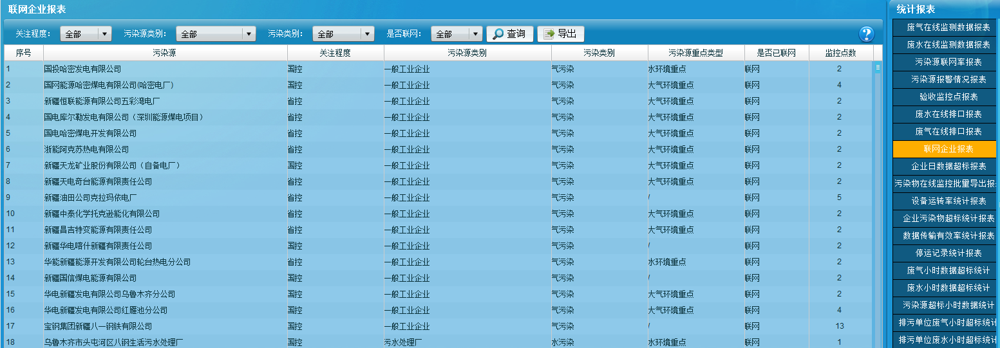 联网企业报表
关注程度： 全部 污染源类别： 全部 污染类别： 全部 是否联网： 全部 查询 导出 ?
序号 污染源 关注程度 污染源类别 污染类别 污染源重点类型 是否已联网 监控点数
1 国投哈密发电有限公司 国控 一般工业企业 气污染 水环境重点 联网 2
2 国网能源哈密煤电有限公司(哈密电厂) 国控 一般工业企业 气污染 大气环境重点 联网 4
3 新疆恒联能源有限公司五彩湾电厂 省控 一般工业企业 气污染 大气环境重点 联网 2
4 国电库尔勒发电有限公司（深圳能源煤电项目） 省控 一般工业企业 气污染 大气环境重点 联网 2
5 国电哈密煤电开发有限公司 国控 一般工业企业 气污染 大气环境重点 联网 2
6 浙能阿克苏热电有限公司 省控 一般工业企业 气污染 大气环境重点 联网 2
7 新疆天龙矿业股份有限公司（自备电厂） 国控 一般工业企业 气污染 大气环境重点 联网 2
8 新疆天电奇台能源有限责任公司 省控 一般工业企业 气污染 大气环境重点 联网 2
9 新疆油田公司克拉玛依电厂 国控 一般工业企业 气污染 / 联网 5
10 新疆中泰化学托克逊能化有限公司 省控 一般工业企业 气污染 大气环境重点 联网 2
11 新疆昌吉特变能源有限责任公司 省控 一般工业企业 气污染 大气环境重点 联网 2
12 新疆华电喀什新疆有限责任公司 国控 一般工业企业 气污染 / 联网 2
13 华能新疆能源开发有限公司轮台热电分公司 省控 一般工业企业 气污染 水环境重点 联网 2
14 新疆国信煤电能源有限公司 国控 一般工业企业 气污染 / 联网 2
15 华电新疆发电有限公司乌鲁木齐分公司 国控 一般工业企业 气污染 大气环境重点 联网 2
16 华电新疆发电有限公司红雁池分公司 国控 一般工业企业 气污染 大气环境重点 联网 4
17 宝钢集团新疆八一钢铁有限公司 国控 一般工业企业 气污染 / 联网 13
18 乌鲁木齐市头屯河区八钢生活污水处理厂 国控 污水处理厂 水污染 水环境重点 联网 1
统计报表
废气在线监测数据报表
废水在线监测数据报表
污染源联网率报表
污染源报警情况报表
验收监控点报表
废水在线排口报表
废气在线排口报表
联网企业报表
企业日数据超标报表
污染物在线监控批量导出报
设备运转率统计报表
企业污染物超标统计报表
数据传输有效率统计报表
停运记录统计报表
废气小时数据超标统计
废水小时数据超标统计
污染源超标小时数据统计
排污单位废气小时超标统计
排污单位废水小时超标统计